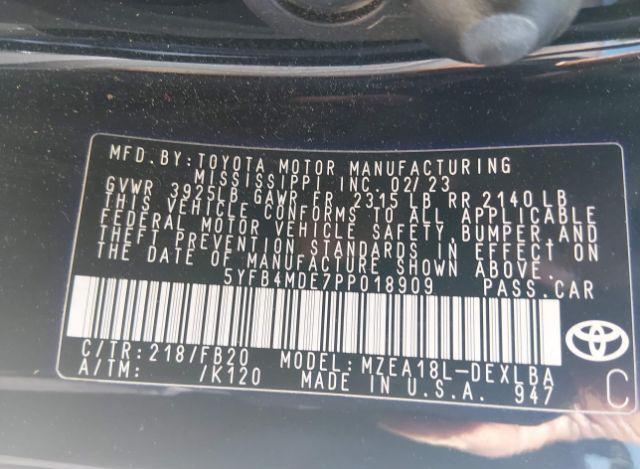 MFD.BY:TOYOTA MOTOR MANUFACTURING
MISSISSIPPI INC. 02/23
GVWR 3925LB GAWR FR 2315 LB RR 2140 LB
THIS VEHICLE CONFORMS TO ALL APPLICABLE
FEDERAL MOTOR VEHICLE SAFETY, BUMPER AND
THEFT PREVENTION STANDARDS IN EFFECT ON
THE DATE OF MANUFACTURE SHOWN ABOVE.
5YFB4MDE7PP018909 PASS.CAR
C/TR:218/FB20 MODEL:MZEA18L-DEXLBA
A/TM: /K120 MADE IN U.S.A. 947
C